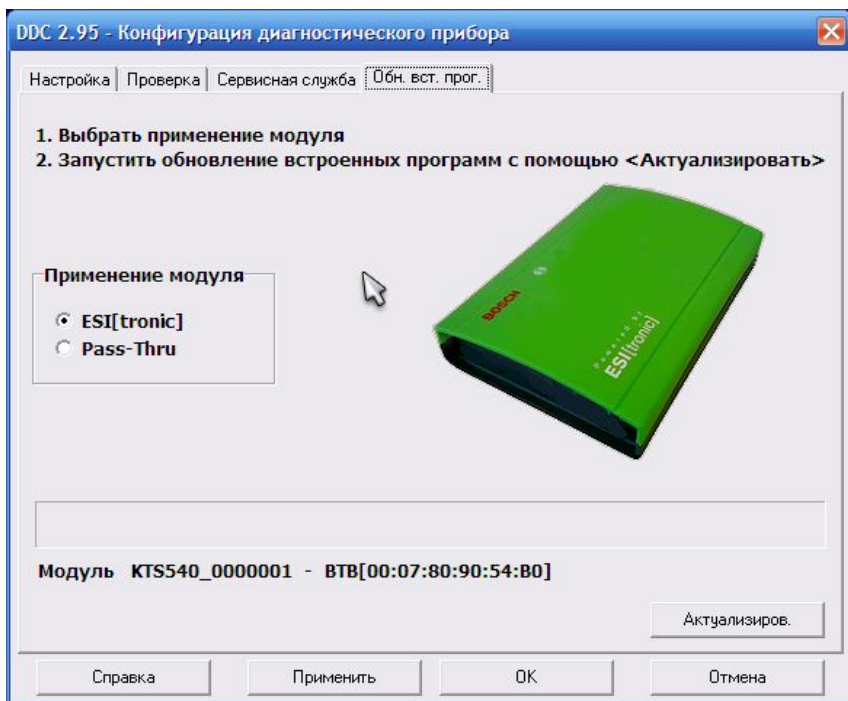 DDC 2.95 - Конфигурация диагностического прибора
Настройка Проверка Сервисная служба Обн. вст. прог.
1. Выбрать применение модуля
2. Запустить обновление встроенных программ с помощью <Актуализировать>
Применение модуля
ESI[tronic]
Pass-Thru
BOSCH
Powered by
ESI[tronic]
Модуль KTS540_0000001 - BTB[00:07:80:90:54:B0]
Актуализиров.
Справка Применить OK Отмена